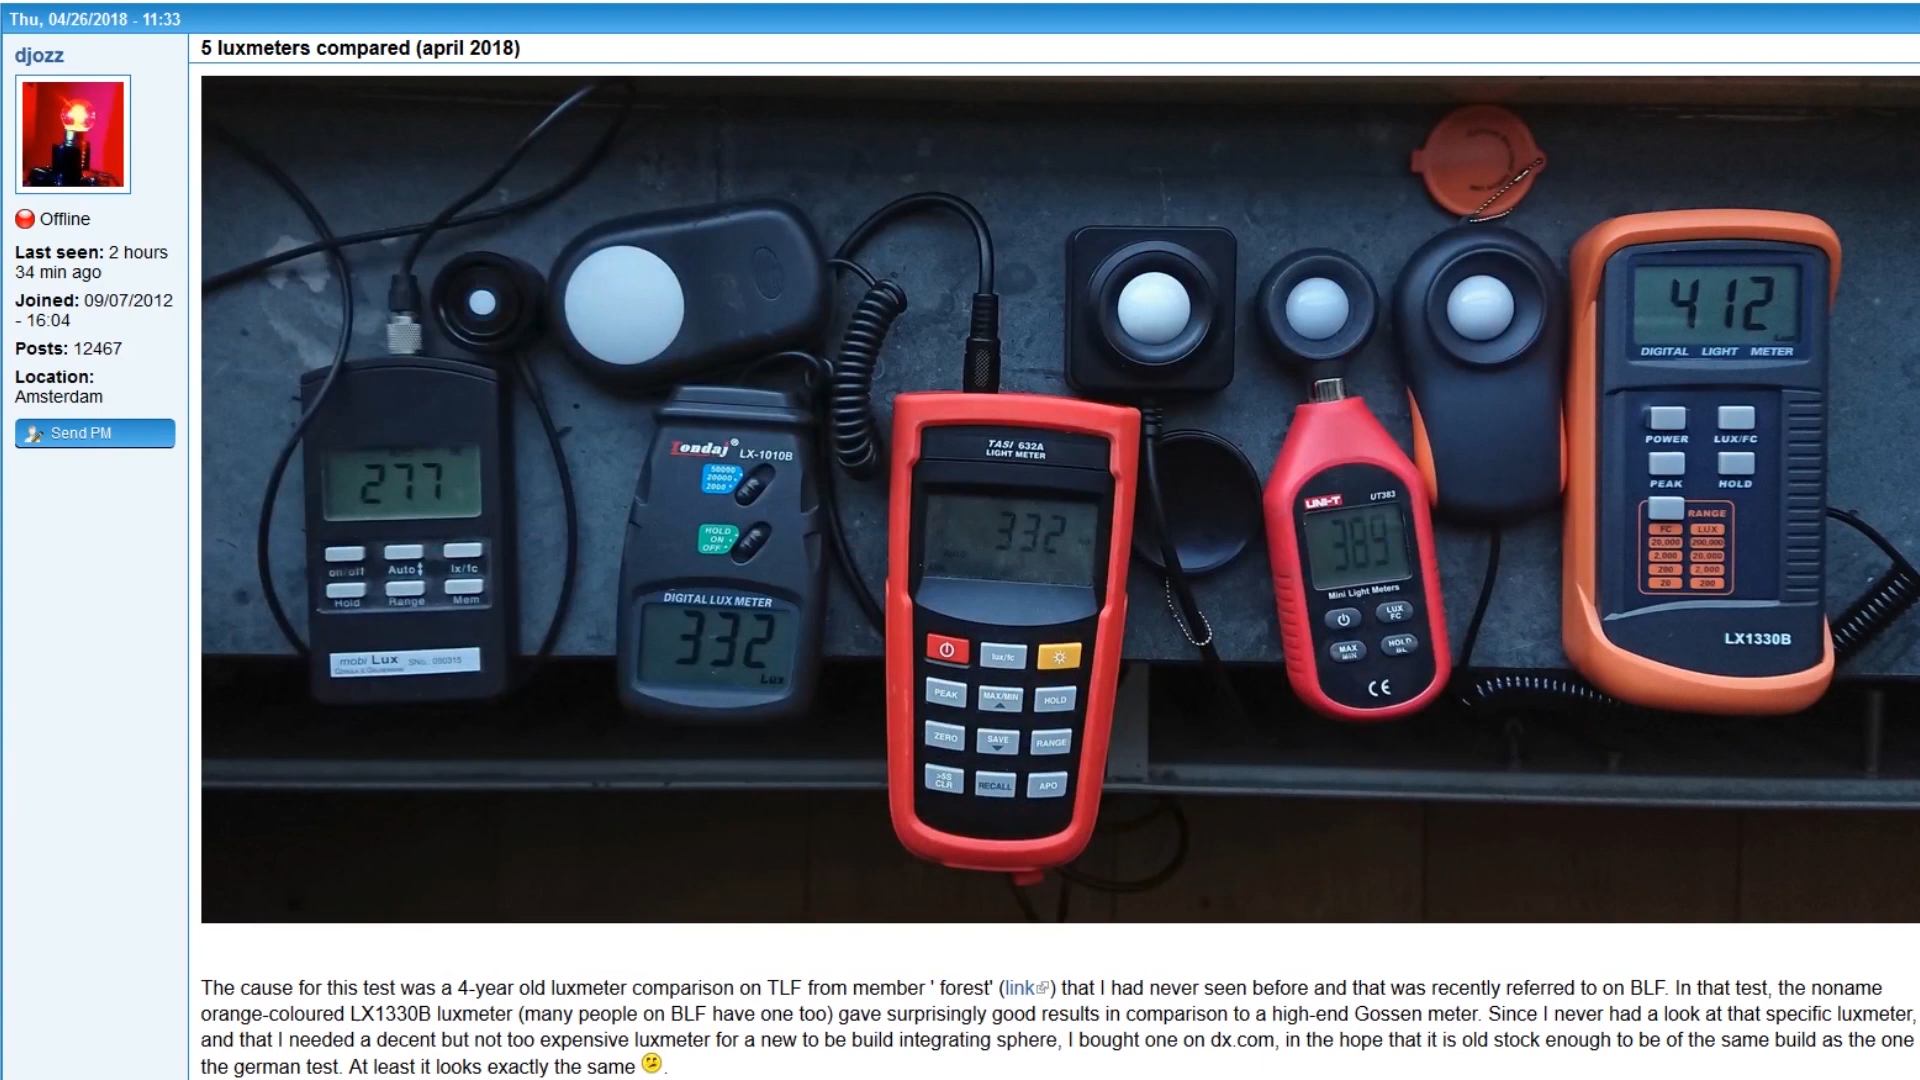 Thu, 04/26/2018 - 11:33
djozz
Offline
Last seen: 2 hours
34 min ago
Joined: 09/07/2012
- 16:04
Posts: 12467
Location:
Amsterdam
Send PM
5 luxmeters compared (april 2018)
277
on/off Auto lx/fc
Hold Range Mem
mobi Lux SNo.: 050315
Tondaj® LX-1010B
50000
20000
2000
HOLD
ON
OFF
DIGITAL LUX METER
332
Lux
TASI 632A
LIGHT METER
332
lux/fc
PEAK MAX/MIN HOLD
ZERO SAVE RANGE
>5S
CLR RECALL APO
UNI-T UT383
389
Mini Light Meters
LUX
FC
MAX
MIN
HOLD
BL
CE
412
Lux
DIGITAL LIGHT METER
POWER LUX/FC
PEAK HOLD
RANGE
FC LUX
20,000 200,000
2,000 20,000
200 2,000
20 200
LX1330B
The cause for this test was a 4-year old luxmeter comparison on TLF from member ' forest' (link) that I had never seen before and that was recently referred to on BLF. In that test, the noname
orange-coloured LX1330B luxmeter (many people on BLF have one too) gave surprisingly good results in comparison to a high-end Gossen meter. Since I never had a look at that specific luxmeter,
and that I needed a decent but not too expensive luxmeter for a new to be build integrating sphere, I bought one on dx.com, in the hope that it is old stock enough to be of the same build as the one
the german test. At least it looks exactly the same .